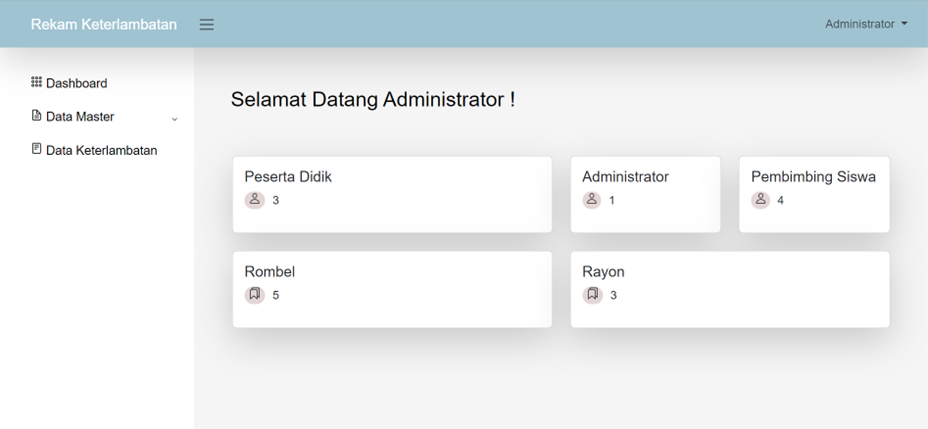 Rekam Keterlambatan
Administrator
Dashboard
Data Master
Data Keterlambatan
Selamat Datang Administrator !
Peserta Didik
3
Administrator
1
Pembimbing Siswa
4
Rombel
5
Rayon
3